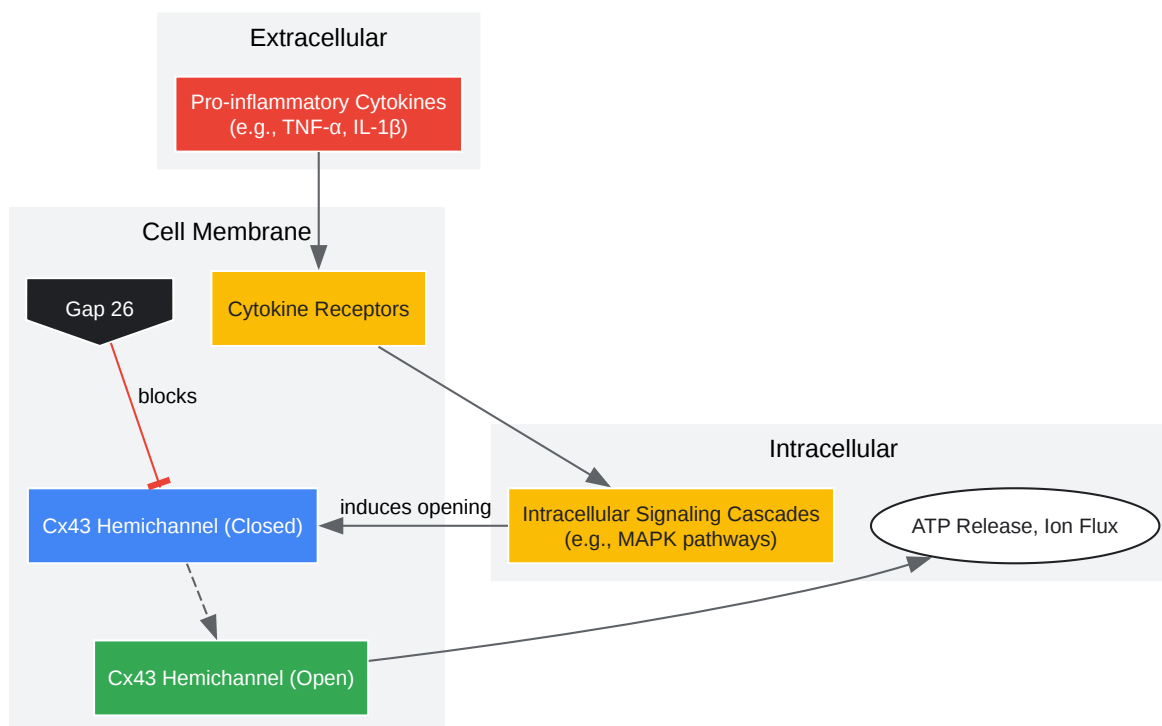 Extracellular
Pro-inflammatory Cytokines
(e.g., TNF-α, IL-1β)
Cell Membrane
Gap 26
Cytokine Receptors
blocks
Intracellular
Cx43 Hemichannel (Closed)
induces opening
Intracellular Signaling Cascades
(e.g., MAPK pathways)
ATP Release, Ion Flux
Cx43 Hemichannel (Open)